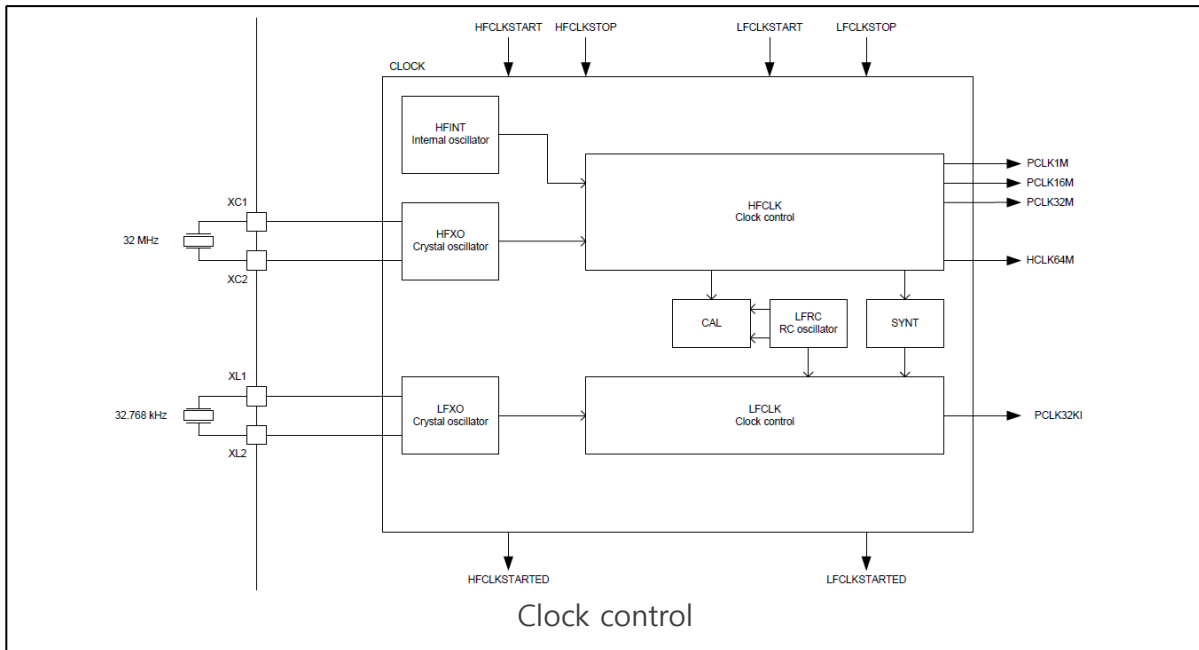 HFCLKSTART
HFCLKSTOP
LFCLKSTART
LFCLKSTOP
CLOCK
HFINT
Internal oscillator
PCLK1M
PCLK16M
PCLK32M
HFCLK
Clock control
XC1
32 MHz
XC2
HFXO
Crystal oscillator
HCLK64M
CAL
LFRC
RC oscillator
SYNT
XL1
32.768 kHz
XL2
LFXO
Crystal oscillator
LFCLK
Clock control
PCLK32KI
HFCLKSTARTED
LFCLKSTARTED
Clock control